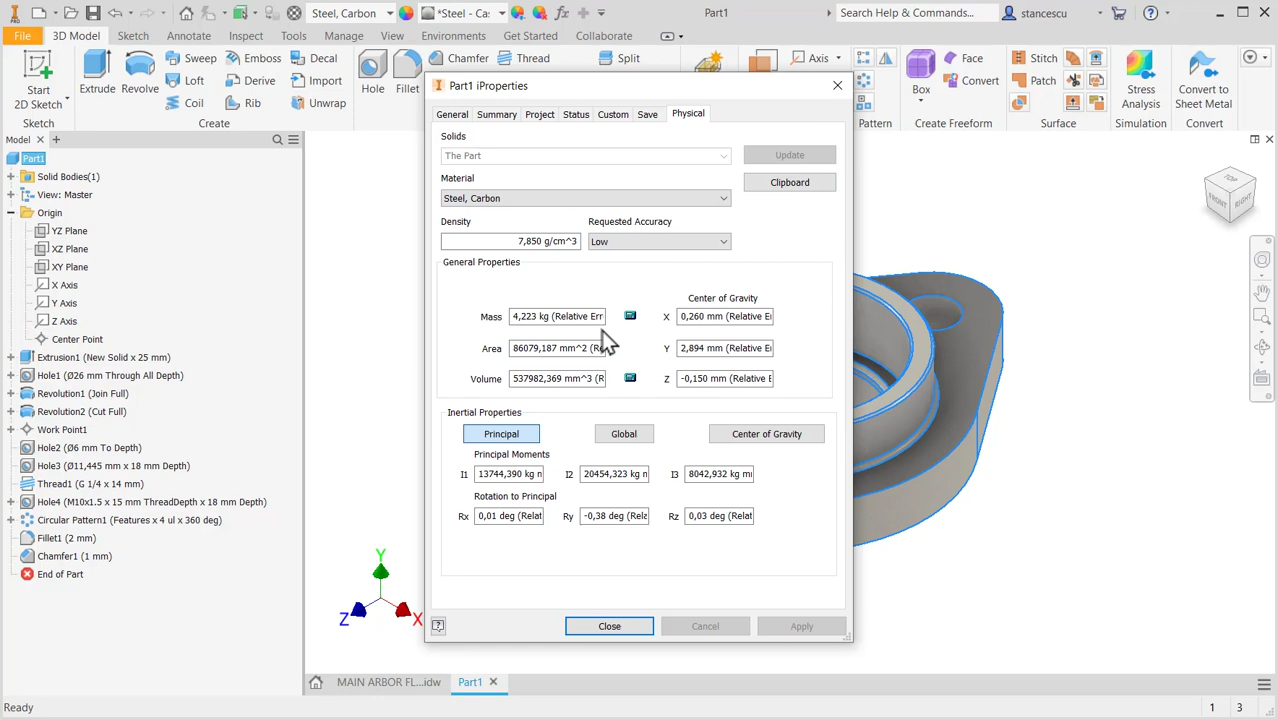 PRO
Steel, Carbon
*Steel - Ca:
fx
Part1
Search Help & Commands...
stancescu
File
3D Model
Sketch
Annotate
Inspect
Tools
Manage
View
Environments
Get Started
Collaborate
Start
2D Sketch
Sketch
Extrude
Revolve
Sweep
Loft
Coil
Emboss
Derive
Rib
Decal
Import
Unwrap
Create
Hole
Fillet
Chamfer
Thread
Split
Axis
Pattern
Box
Face
Convert
Create Freeform
Stitch
Patch
Surface
Stress
Analysis
Simulation
Convert to
Sheet Metal
Convert
Model
Part1
Solid Bodies(1)
View: Master
Origin
YZ Plane
XZ Plane
XY Plane
X Axis
Y Axis
Z Axis
Center Point
Extrusion1 (New Solid x 25 mm)
Hole1 (Ø26 mm Through All Depth)
Revolution1 (Join Full)
Revolution2 (Cut Full)
Work Point1
Hole2 (Ø6 mm To Depth)
Hole3 (Ø11,445 mm x 18 mm Depth)
Thread1 (G 1/4 x 14 mm)
Hole4 (M10x1.5 x 15 mm ThreadDepth x 18 mm Depth)
Circular Pattern1 (Features x 4 ul x 360 deg)
Fillet1 (2 mm)
Chamfer1 (1 mm)
End of Part
Part1 iProperties
General
Summary
Project
Status
Custom
Save
Physical
Solids
The Part
Update
Material
Clipboard
Steel, Carbon
Density
Requested Accuracy
7,850 g/cm^3
Low
General Properties
Center of Gravity
Mass
4,223 kg (Relative Err
X
0,260 mm (Relative E
Area
86079,187 mm^2 (R
Y
2,894 mm (Relative E
Volume
537982,369 mm^3 (R
Z
-0,150 mm (Relative E
Inertial Properties
Principal
Global
Center of Gravity
Principal Moments
I1
13744,390 kg n
I2
20454,323 kg n
I3
8042,932 kg m
Rotation to Principal
Rx
0,01 deg (Relat
Ry
-0,38 deg (Rela
Rz
0,03 deg (Relat
Close
Cancel
Apply
TOP
FRONT
RIGHT
Y
Z
X
MAIN ARBOR FL...idw
Part1
Ready
1
3